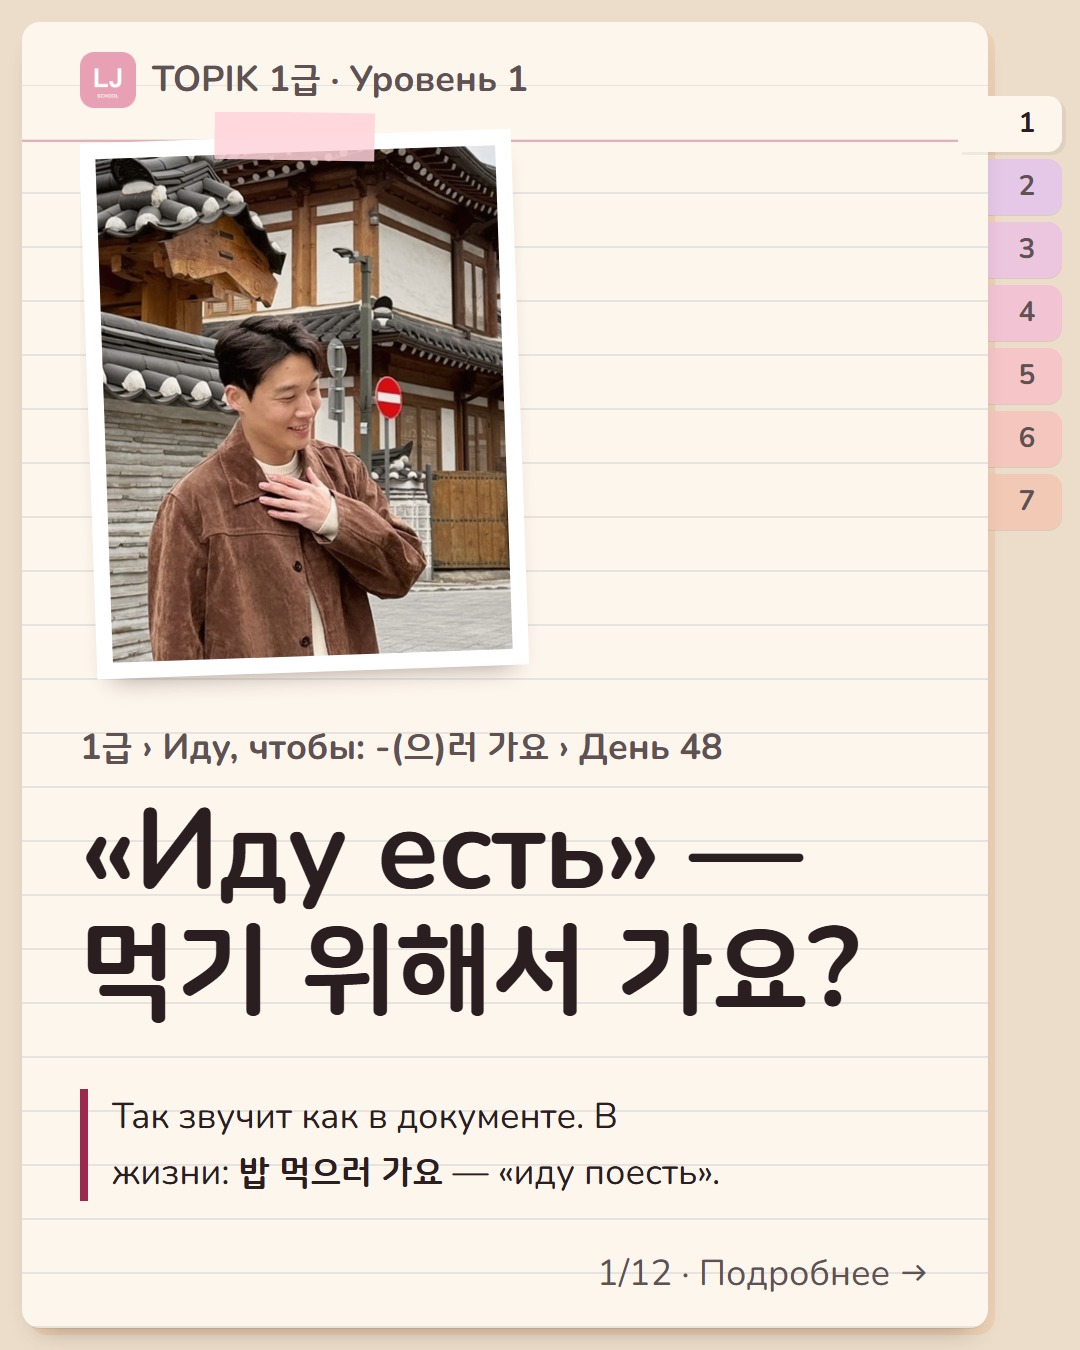 LJ
SCHOOL
TOPIK 1급 · Уровень 1
1
2
3
4
5
6
7
1급 › Иду, чтобы: -(으)러 가요 › День 48
«Иду есть» —
먹기 위해서 가요?
Так звучит как в документе. В
жизни: 밥 먹으러 가요 — «иду поесть».
1/12 · Подробнее →